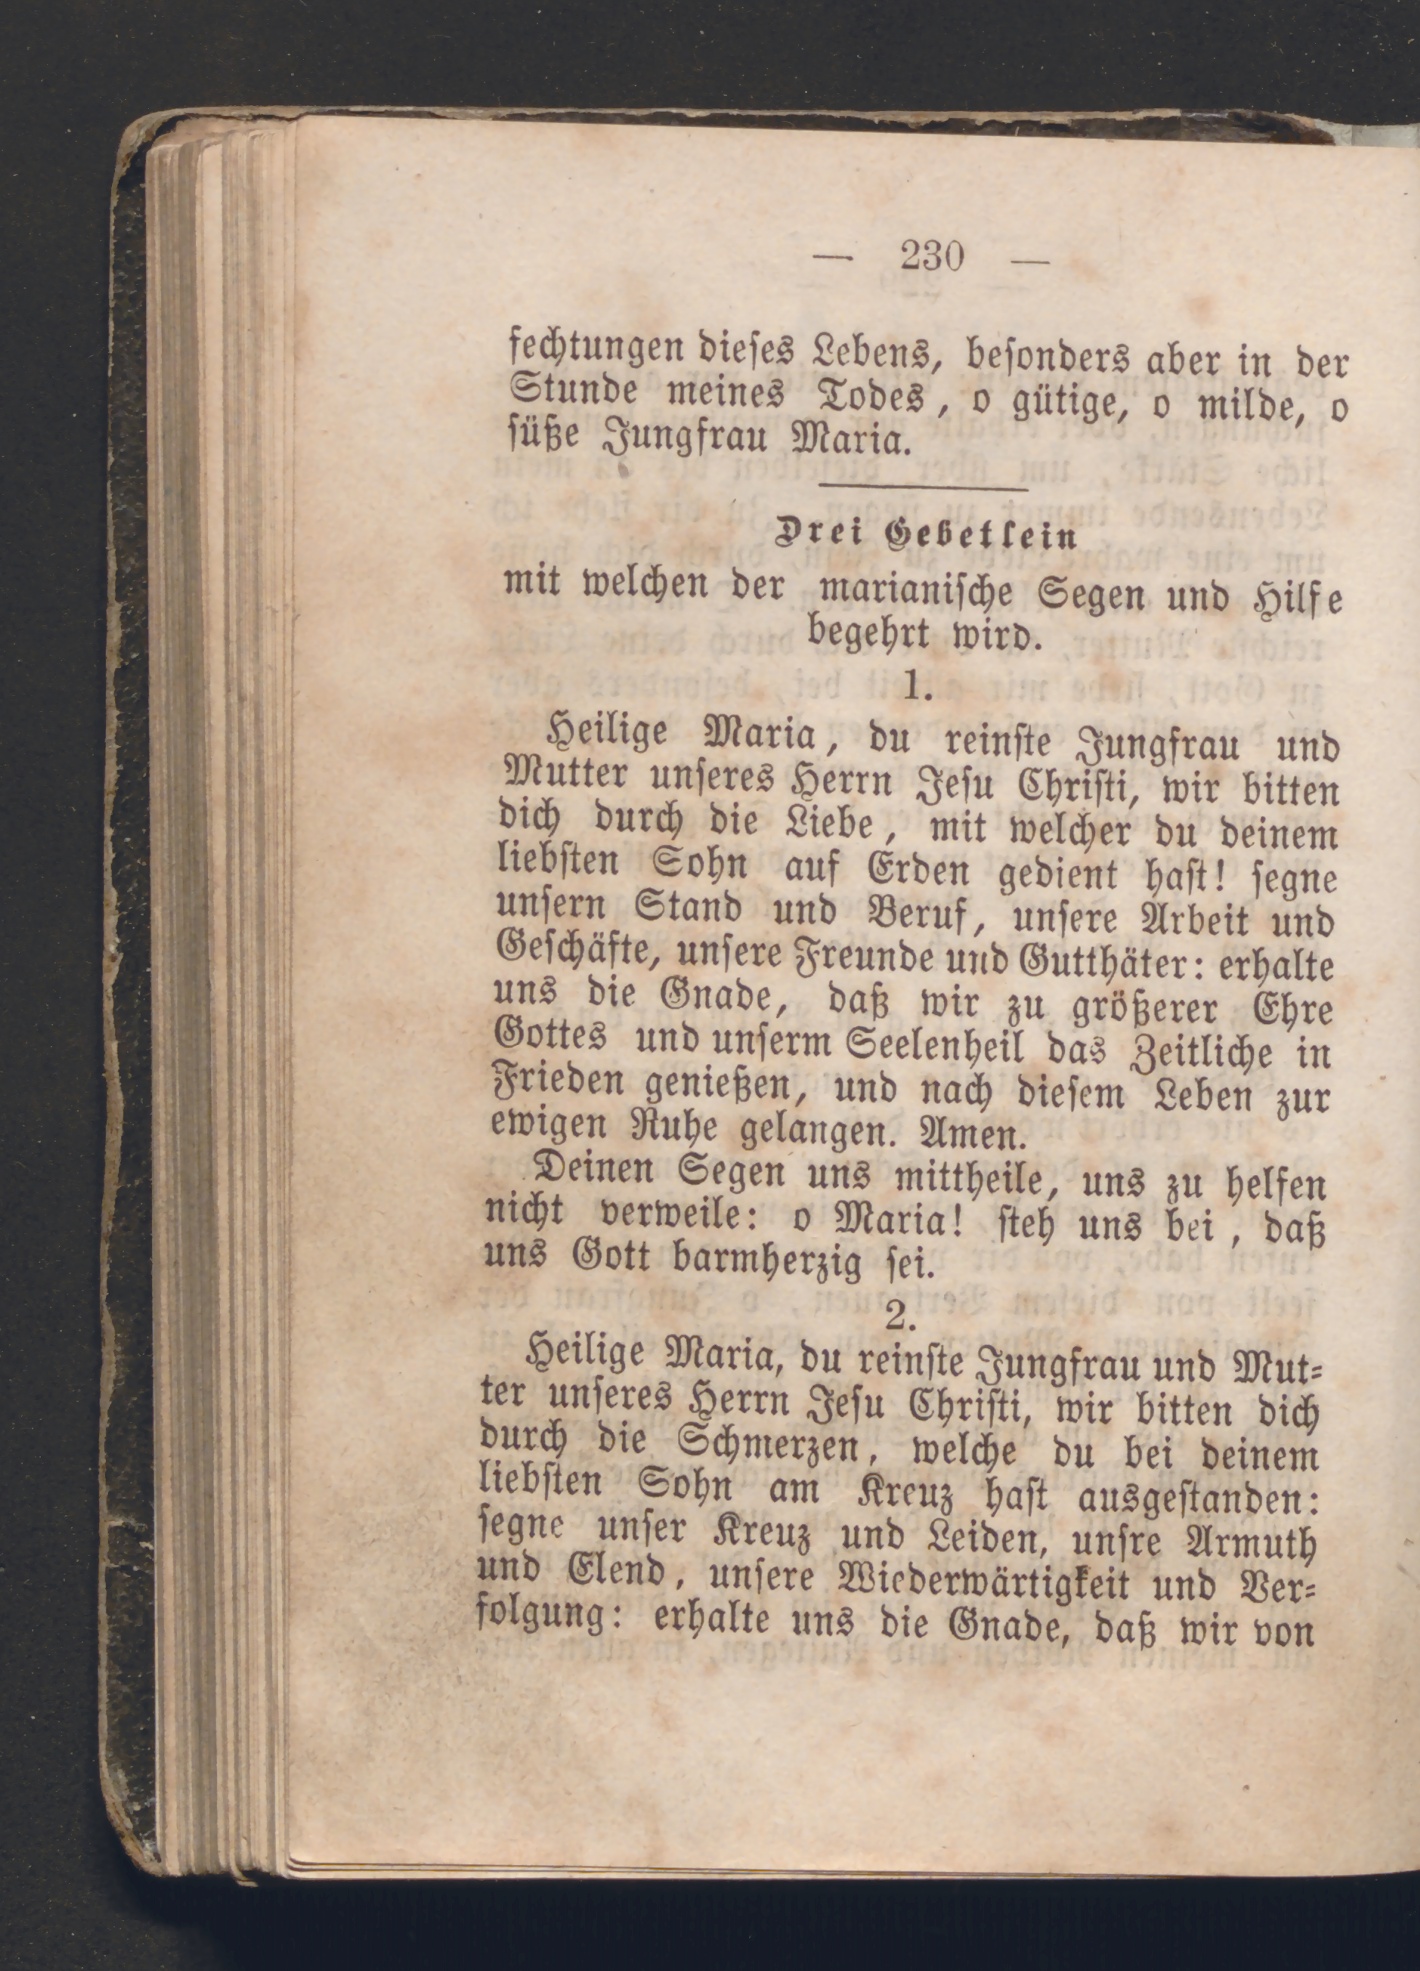 — 230 —
fechtungen dieſes Lebens, beſonders aber in der
Stunde meines Todes, o gütige, o milde, o
ſüße Jungfrau Maria.
Drei Gebetlein
mit welchen der marianiſche Segen und Hilfe
begehrt wird.
1.
Heilige Maria, du reinſte Jungfrau und
Mutter unſeres Herrn Jeſu Chriſti, wir bitten
dich durch die Liebe, mit welcher du deinem
liebſten Sohn auf Erden gedient haſt! ſegne
unſern Stand und Beruf, unſere Arbeit und
Geſchäfte, unſere Freunde und Gutthäter: erhalte
uns die Gnade, daß wir zu größerer Ehre
Gottes und unſerm Seelenheil das Zeitliche in
Frieden genießen, und nach dieſem Leben zur
ewigen Ruhe gelangen. Amen.
Deinen Segen uns mittheile, uns zu helfen
nicht verweile: o Maria! ſteh uns bei, daß
uns Gott barmherzig ſei.
2.
Heilige Maria, du reinſte Jungfrau und Mut-
ter unſeres Herrn Jeſu Chriſti, wir bitten dich
durch die Schmerzen, welche du bei deinem
liebſten Sohn am Kreuz haſt ausgeſtanden:
ſegne unſer Kreuz und Leiden, unſre Armuth
und Elend, unſere Wiederwärtigkeit und Ver-
folgung: erhalte uns die Gnade, daß wir von